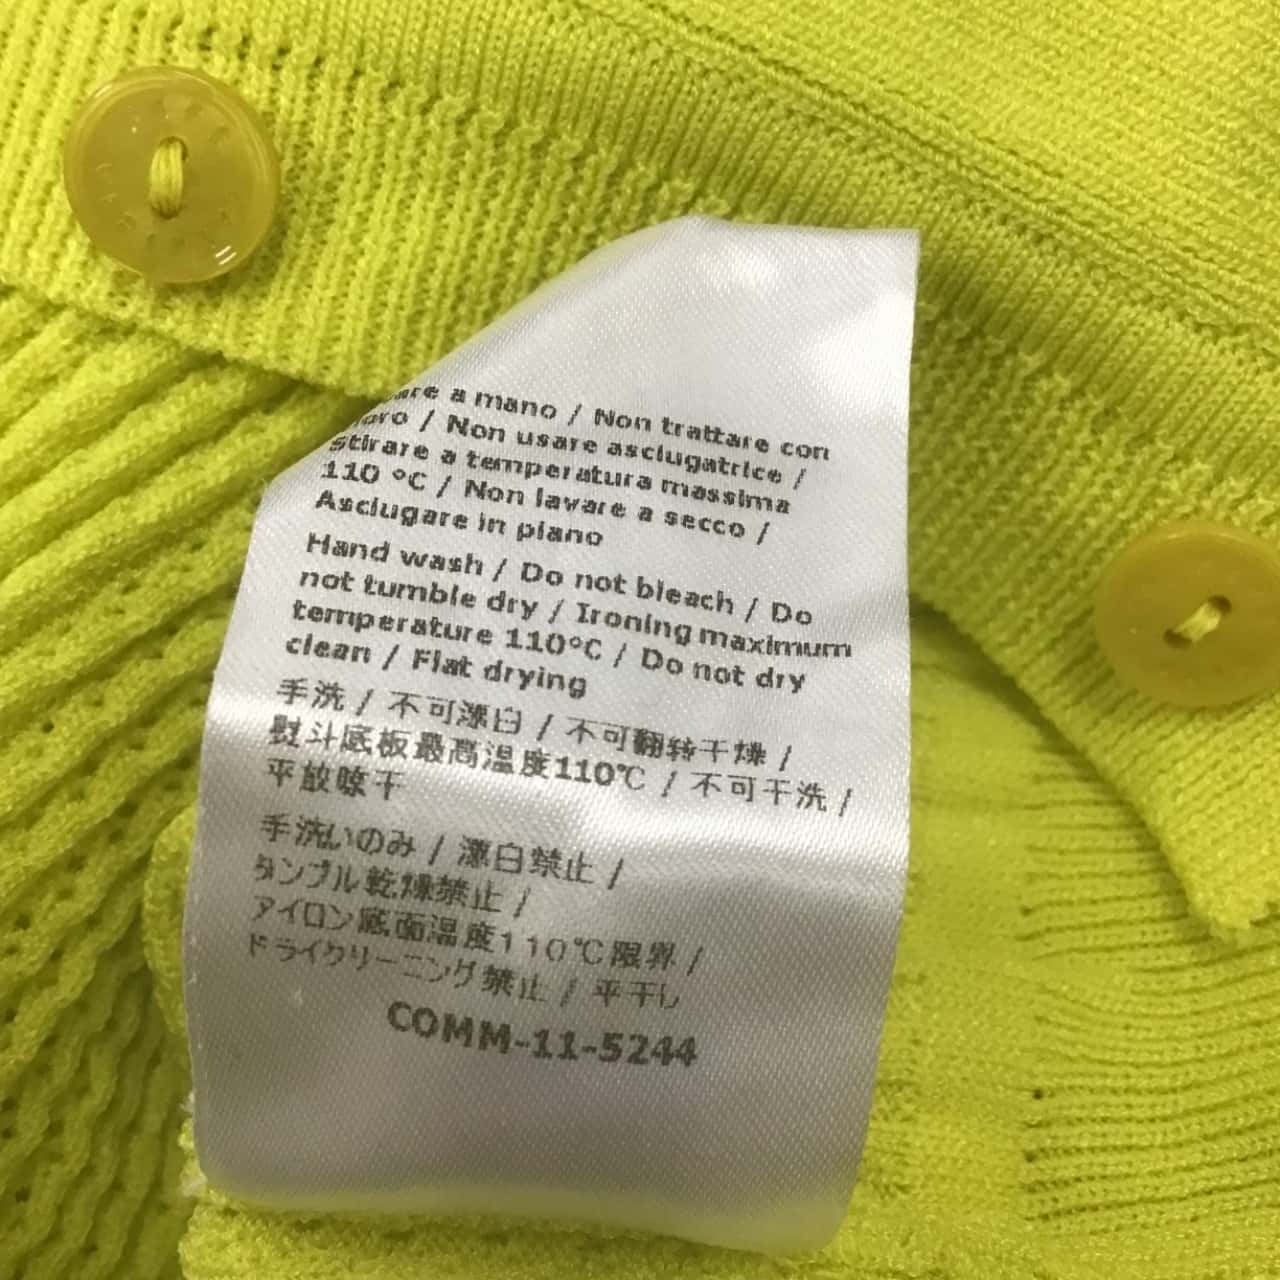 a mano / Non trattare con
/ Non usare asciugatrice /
stirare a temperatura massima
110 °C / Non lavare a secco /
Asciugare in piano
Hand wash / Do not bleach / Do
not tumble dry / Ironing maximum
temperature 110°C / Do not dry
clean / Flat drying
手洗 / 不可漂白 / 不可翻转干燥 /
熨斗底板最高温度110℃ / 不可干洗 /
平放晾干
手洗いのみ / 漂白禁止 /
タンブル乾燥禁止 /
アイロン底面温度110℃限界 /
ドライクリーニング禁止 / 平干し
COMM-11-5244